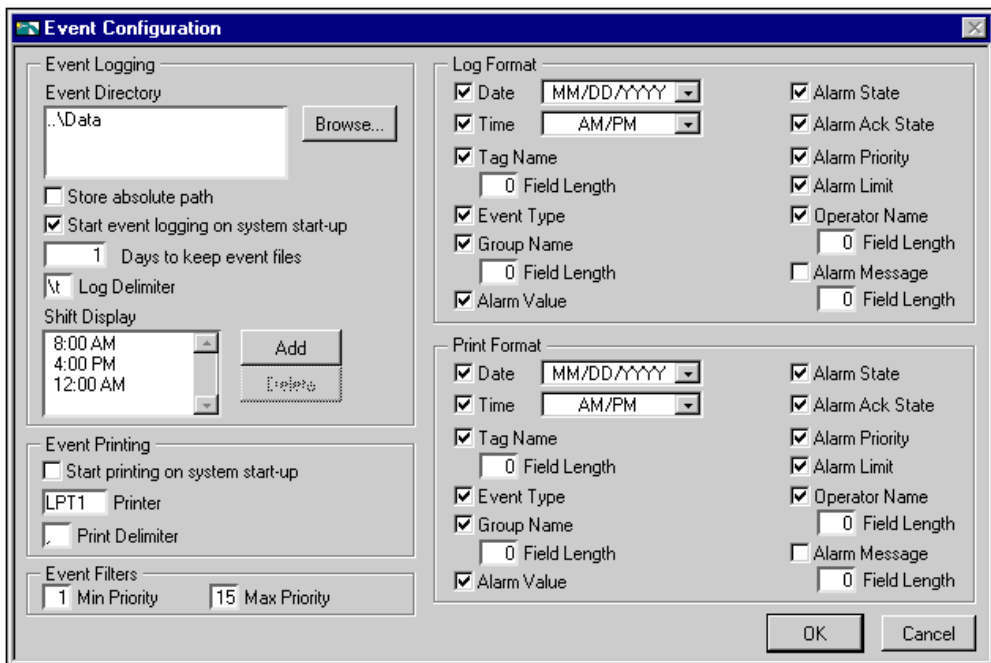 Event Configuration
Event Logging
Event Directory
..\Data
Browse...
Store absolute path
Start event logging on system start-up
1 Days to keep event files
\t Log Delimiter
Shift Display
8:00 AM
4:00 PM
12:00 AM
Add
Delete
Event Printing
Start printing on system start-up
LPT1 Printer
, Print Delimiter
Event Filters
1 Min Priority 15 Max Priority
Log Format
Date MM/DD/YYYY
Time AM/PM
Tag Name
0 Field Length
Event Type
Group Name
0 Field Length
Alarm Value
Alarm State
Alarm Ack State
Alarm Priority
Alarm Limit
Operator Name
0 Field Length
Alarm Message
0 Field Length
Print Format
Date MM/DD/YYYY
Time AM/PM
Tag Name
0 Field Length
Event Type
Group Name
0 Field Length
Alarm Value
Alarm State
Alarm Ack State
Alarm Priority
Alarm Limit
Operator Name
0 Field Length
Alarm Message
0 Field Length
OK
Cancel